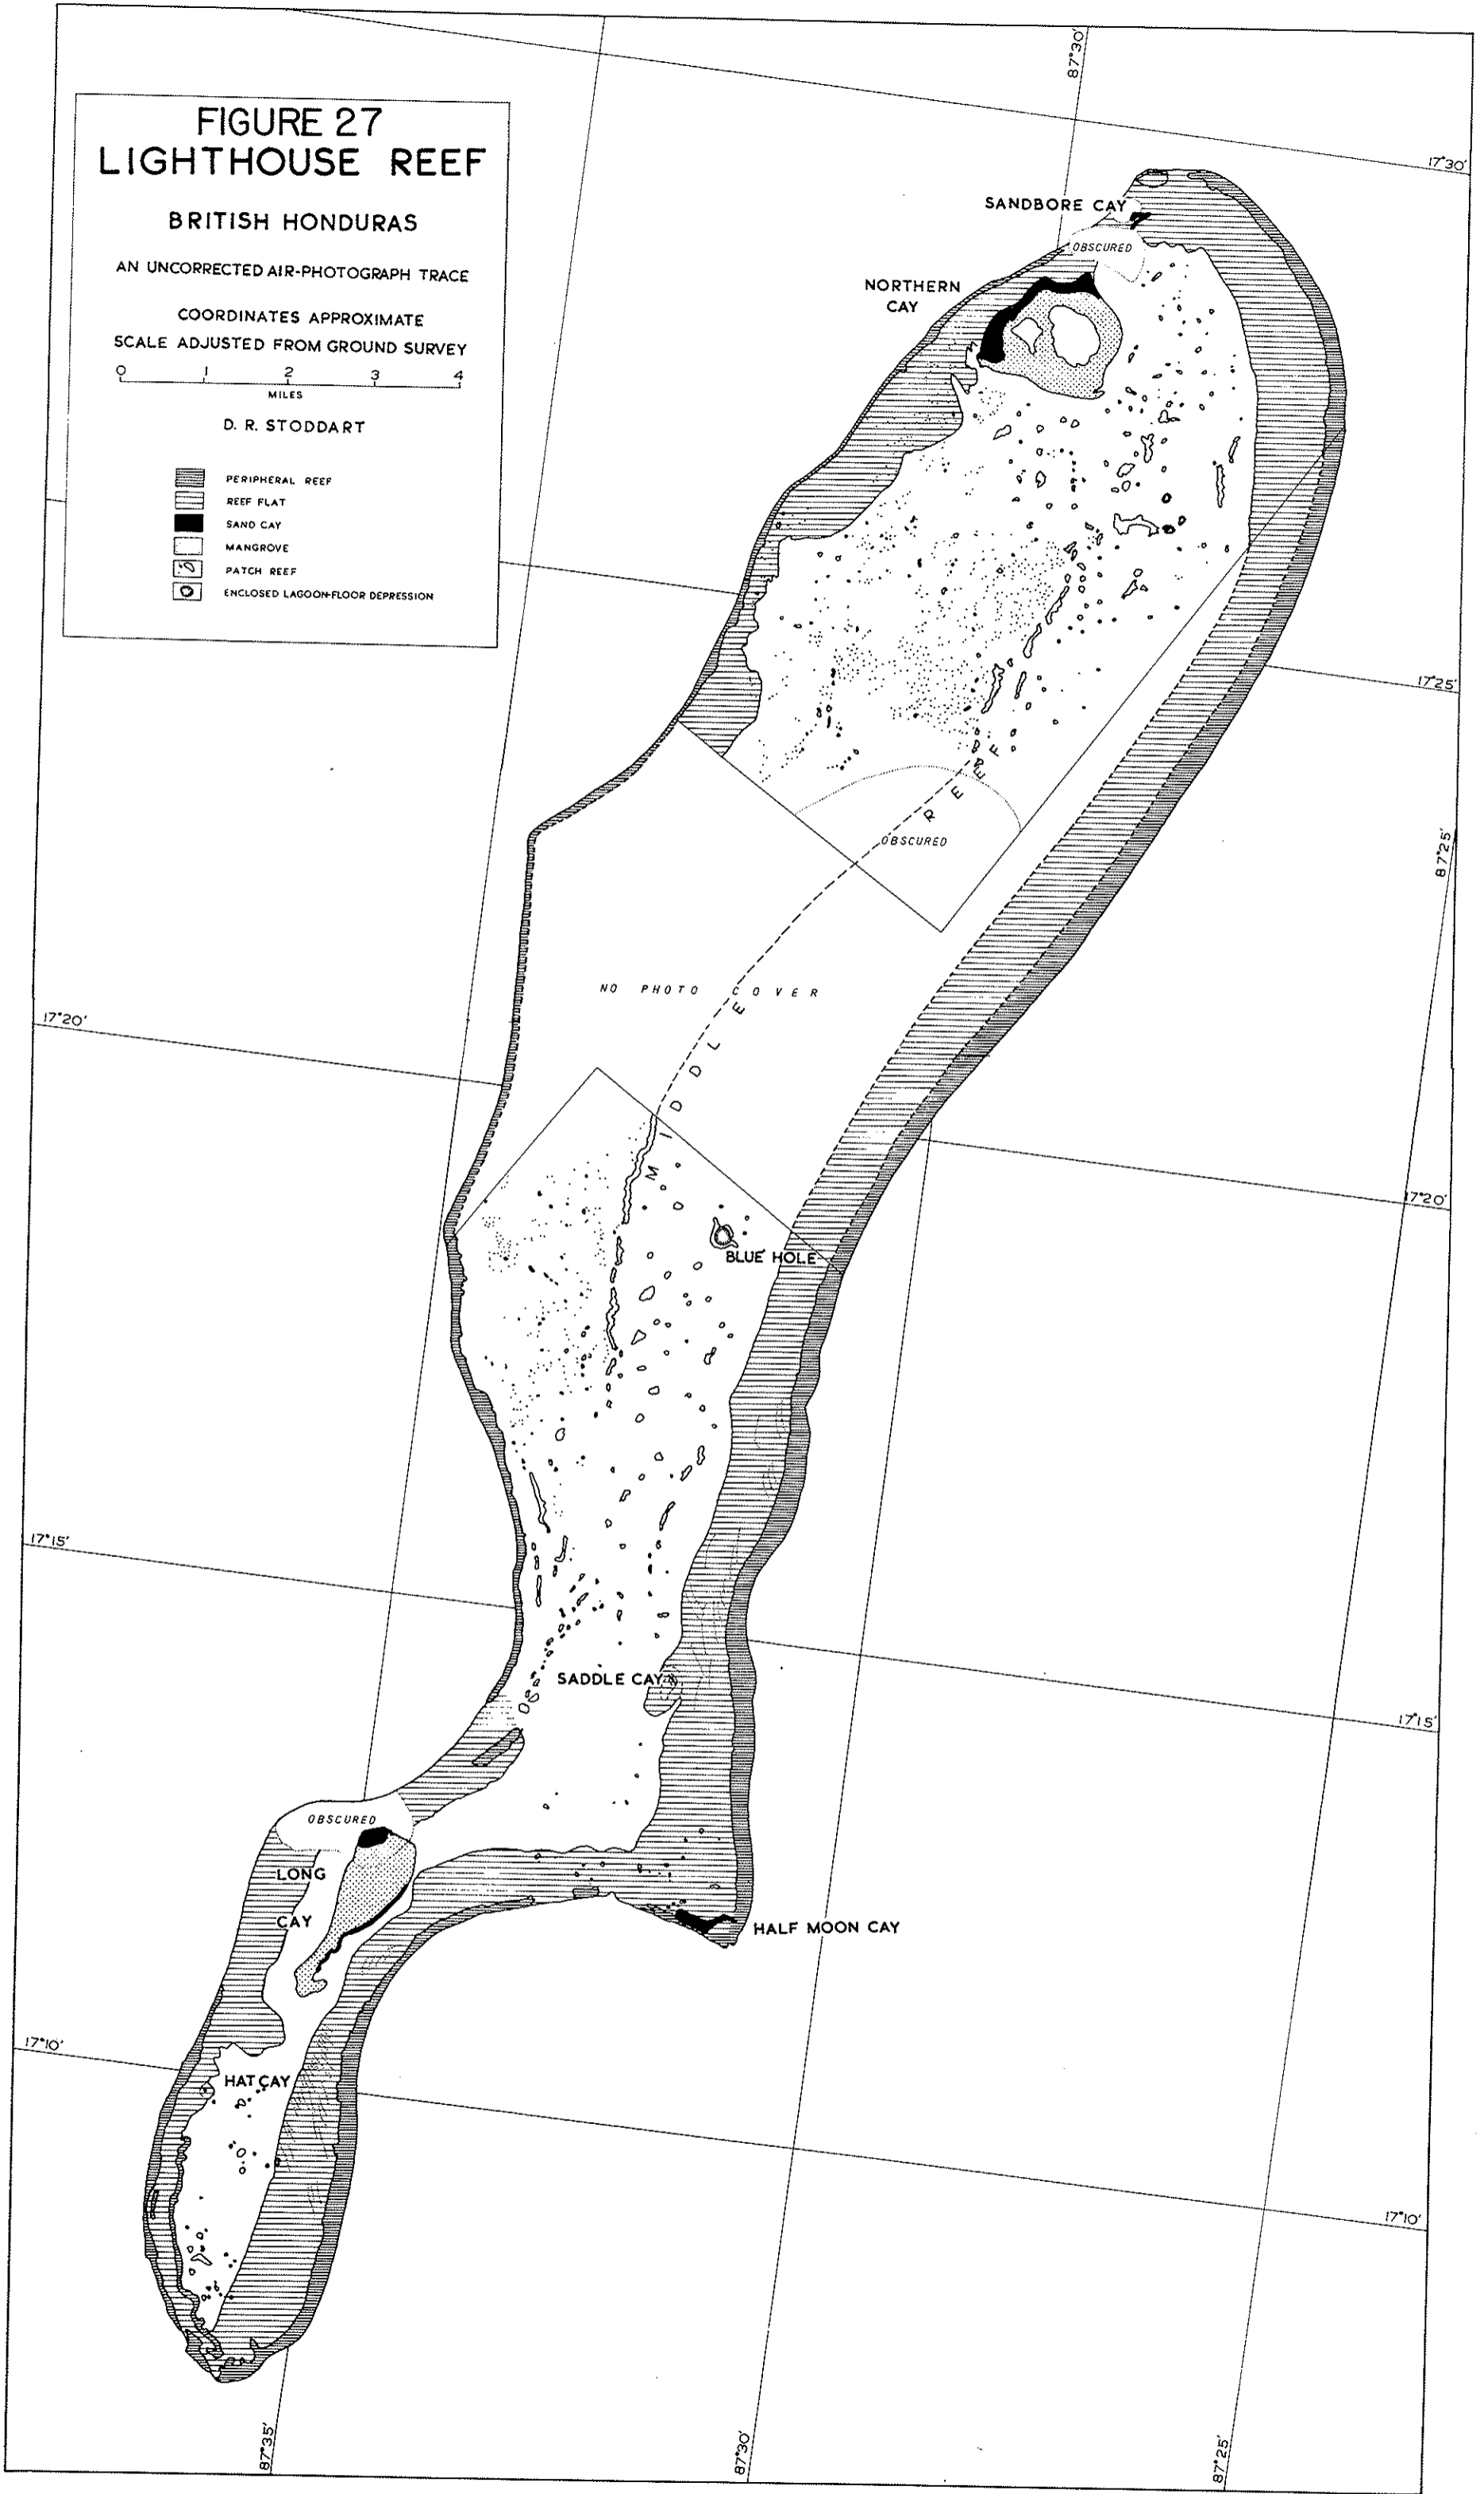 FIGURE 27
LIGHTHOUSE REEF
BRITISH HONDURAS
AN UNCORRECTED AIR-PHOTOGRAPH TRACE
COORDINATES APPROXIMATE
SCALE ADJUSTED FROM GROUND SURVEY
0 1 2 3 4
MILES
D. R. STODDART
PERIPHERAL REEF
REEF FLAT
SAND CAY
MANGROVE
PATCH REEF
ENCLOSED LAGOON-FLOOR DEPRESSION
87°30'
17°30'
SANDBORE CAY
OBSCURED
NORTHERN
CAY
17°25'
OBSCURED
87°25'
NO PHOTO COVER
MIDDLE REEF
17°20'
17°20'
BLUE HOLE
17°15'
SADDLE CAY
17°15'
OBSCURED
LONG
CAY
HALF MOON CAY
17°10'
HAT CAY
17°10'
87°35'
87°30'
87°25'